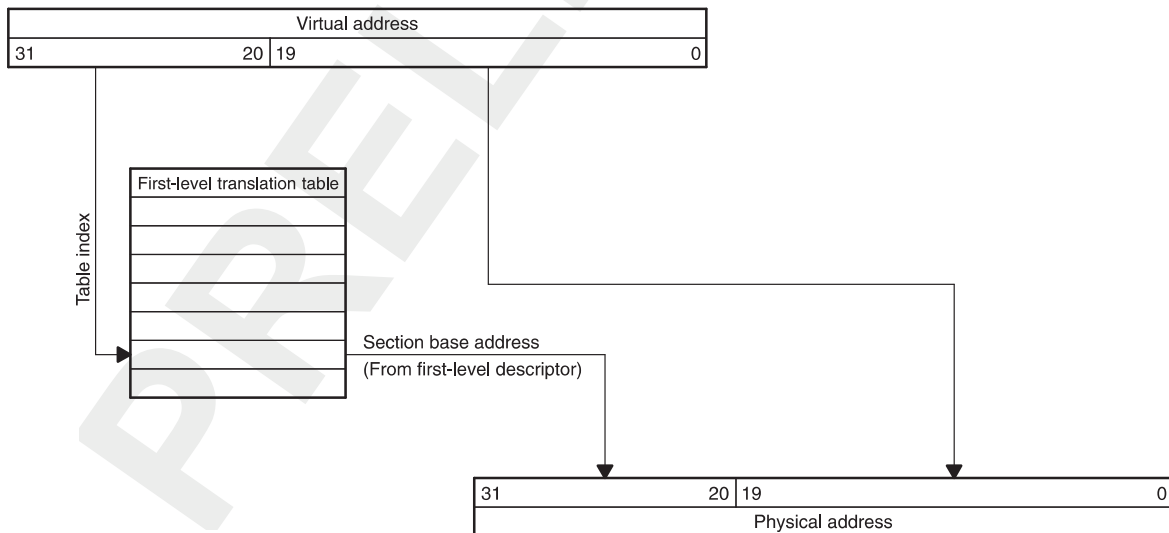 Virtual address
31 20 19 0
First-level translation table
Table index
Section base address
(From first-level descriptor)
31 20 19 0
Physical address
PREL